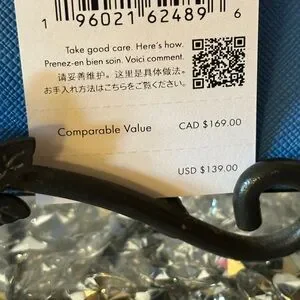 1 96021 62489 6
Take good care. Here's how.
Prenez-en bien soin. Voici comment.
请妥善维护。这里是具体做法。
お手入れ方法はこちらをご覧ください。
Comparable Value CAD $169.00
USD $139.00